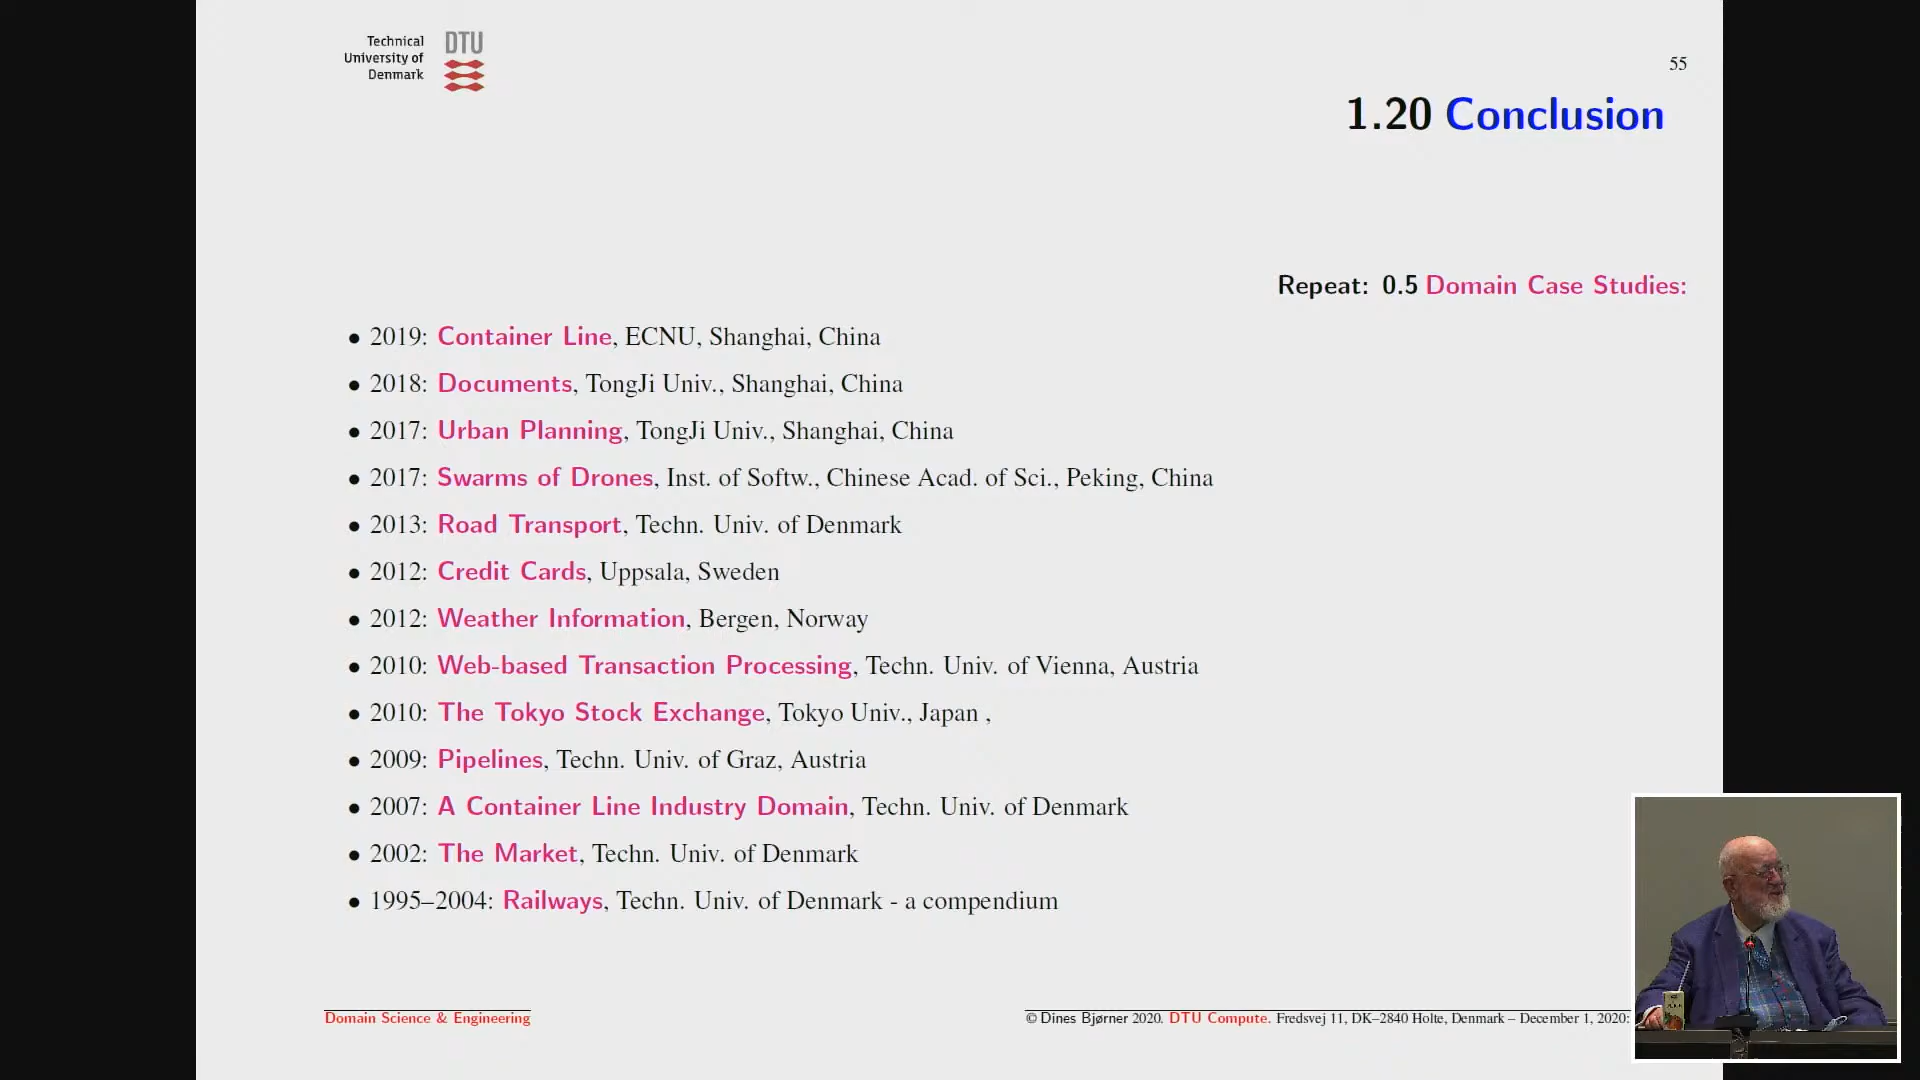 Technical
University of
Denmark
DTU
55
1.20 Conclusion
Repeat: 0.5 Domain Case Studies:
• 2019: Container Line, ECNU, Shanghai, China
• 2018: Documents, TongJi Univ., Shanghai, China
• 2017: Urban Planning, TongJi Univ., Shanghai, China
• 2017: Swarms of Drones, Inst. of Softw., Chinese Acad. of Sci., Peking, China
• 2013: Road Transport, Techn. Univ. of Denmark
• 2012: Credit Cards, Uppsala, Sweden
• 2012: Weather Information, Bergen, Norway
• 2010: Web-based Transaction Processing, Techn. Univ. of Vienna, Austria
• 2010: The Tokyo Stock Exchange, Tokyo Univ., Japan ,
• 2009: Pipelines, Techn. Univ. of Graz, Austria
• 2007: A Container Line Industry Domain, Techn. Univ. of Denmark
• 2002: The Market, Techn. Univ. of Denmark
• 1995–2004: Railways, Techn. Univ. of Denmark - a compendium
Domain Science & Engineering
© Dines Bjørner 2020. DTU Compute. Fredsvej 11, DK–2840 Holte, Denmark – December 1, 2020: